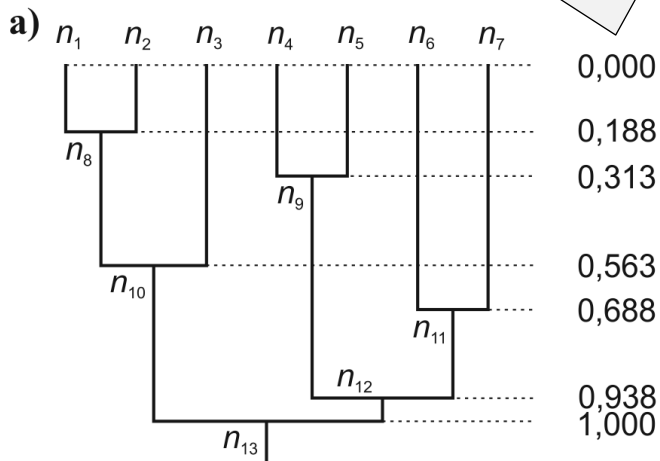 a)
n₁ n₂ n₃ n₄ n₅ n₆ n₇
0,000
0,188
n₈
0,313
n₉
0,563
n₁₀
0,688
n₁₁
n₁₂
0,938
1,000
n₁₃